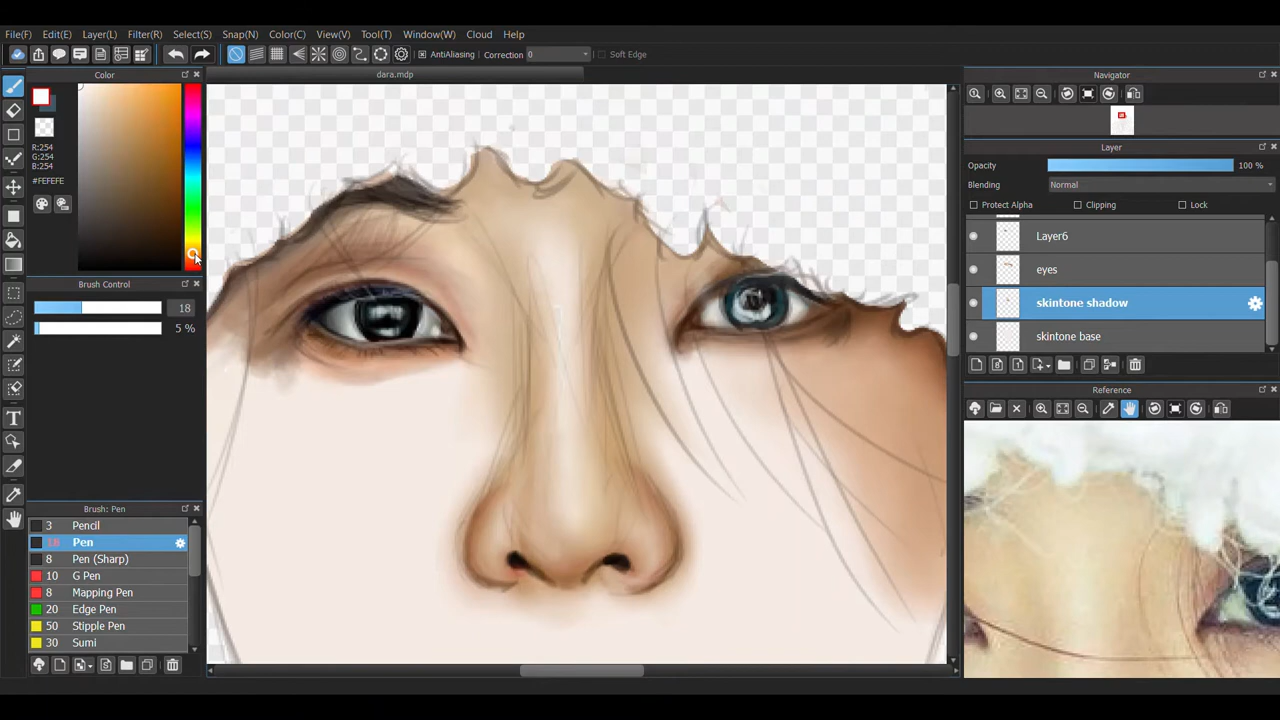 File(F) Edit(E) Layer(L) Filter(R) Select(S) Snap(N) Color(C) View(V) Tool(T) Window(W) Cloud Help
AntiAliasing Correction 0 Soft Edge
Color
dara.mdp
Navigator
R:254
G:254
B:254
#FEFEFE
Layer
Opacity 100 %
Blending Normal
Protect Alpha Clipping Lock
Layer6
eyes
skintone shadow
skintone base
Brush Control
18
5 %
Reference
Brush: Pen
3 Pencil
18 Pen
8 Pen (Sharp)
10 G Pen
8 Mapping Pen
20 Edge Pen
50 Stipple Pen
30 Sumi